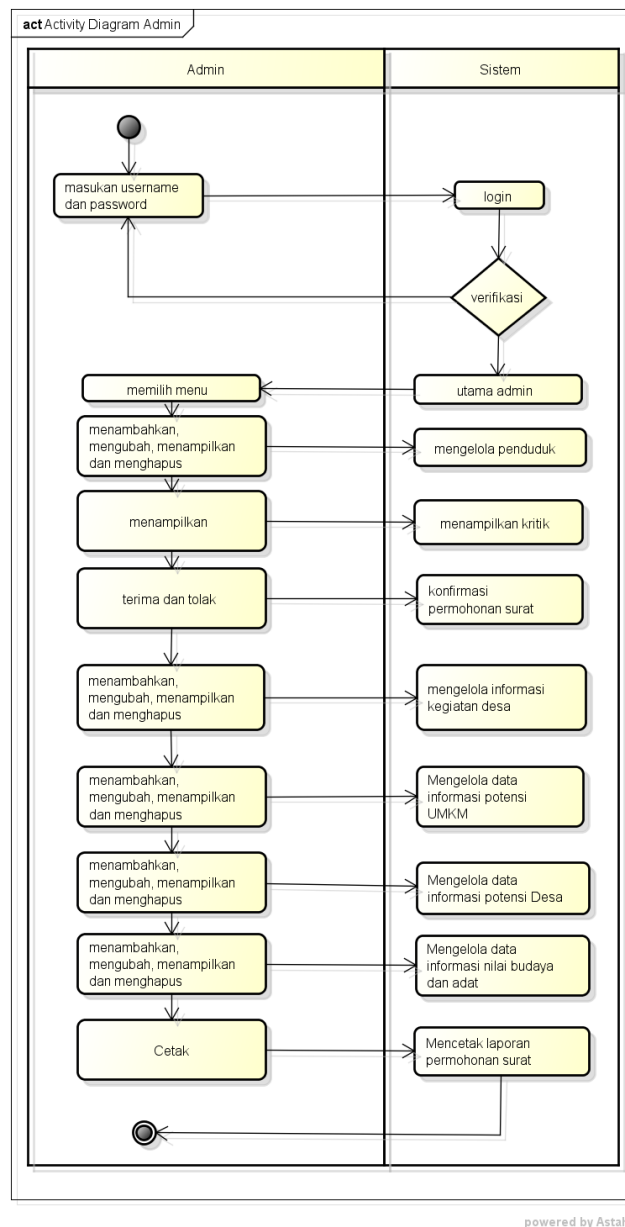 act Activity Diagram Admin
Admin
Sistem
masukan username
dan password
login
verifikasi
utama admin
memilih menu
menambahkan,
mengubah, menampilkan
dan menghapus
mengelola penduduk
menampilkan
menampilkan kritik
terima dan tolak
konfirmasi
permohonan surat
menambahkan,
mengubah, menampilkan
dan menghapus
mengelola informasi
kegiatan desa
menambahkan,
mengubah, menampilkan
dan menghapus
Mengelola data
informasi potensi
UMKM
menambahkan,
mengubah, menampilkan
dan menghapus
Mengelola data
informasi potensi Desa
menambahkan,
mengubah, menampilkan
dan menghapus
Mengelola data
informasi nilai budaya
dan adat
Cetak
Mencetak laporan
permohonan surat
powered by Astah